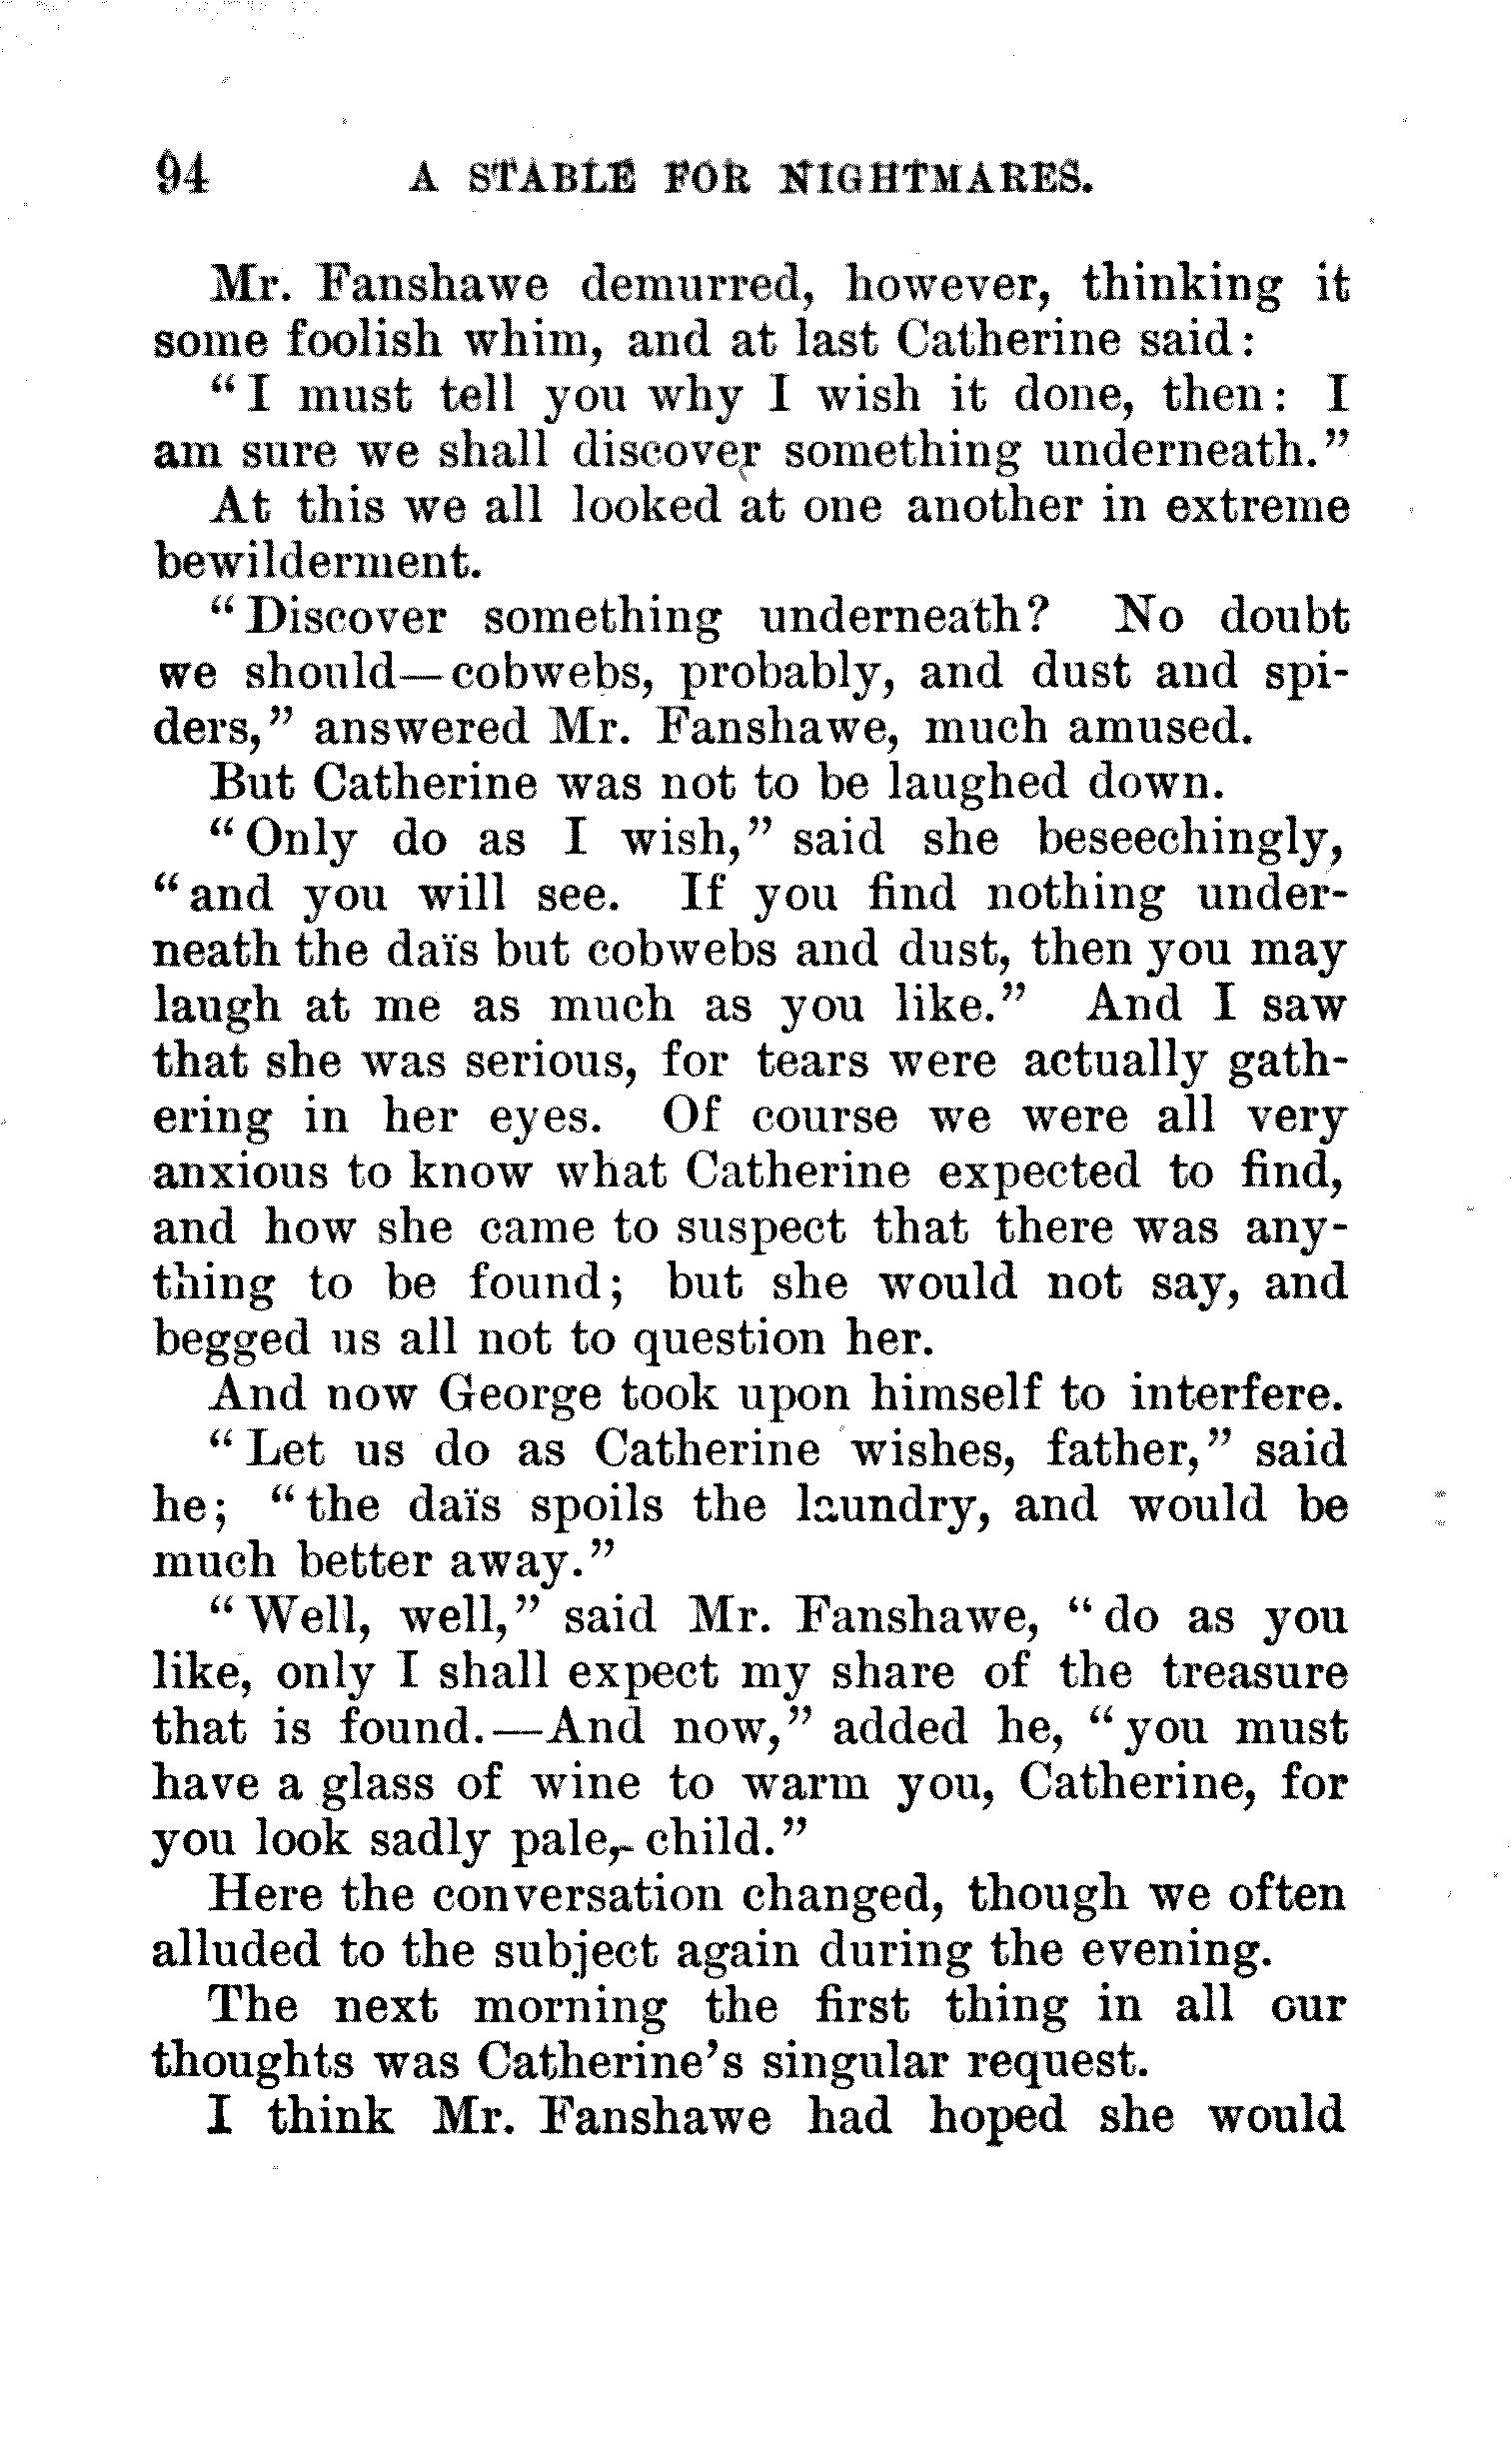 94 A STABLE FOR NIGHTMARES.
Mr. Fanshawe demurred, however, thinking it
some foolish whim, and at last Catherine said:
“I must tell you why I wish it done, then: I
am sure we shall discover something underneath.”
At this we all looked at one another in extreme
bewilderment.
“Discover something underneath? No doubt
we should—cobwebs, probably, and dust and spi-
ders,” answered Mr. Fanshawe, much amused.
But Catherine was not to be laughed down.
“Only do as I wish,” said she beseechingly,
“and you will see. If you find nothing under-
neath the daïs but cobwebs and dust, then you may
laugh at me as much as you like.” And I saw
that she was serious, for tears were actually gath-
ering in her eyes. Of course we were all very
anxious to know what Catherine expected to find,
and how she came to suspect that there was any-
thing to be found; but she would not say, and
begged us all not to question her.
And now George took upon himself to interfere.
“Let us do as Catherine wishes, father,” said
he; “the daïs spoils the laundry, and would be
much better away.”
“Well, well,” said Mr. Fanshawe, “do as you
like, only I shall expect my share of the treasure
that is found.—And now,” added he, “you must
have a glass of wine to warm you, Catherine, for
you look sadly pale, child.”
Here the conversation changed, though we often
alluded to the subject again during the evening.
The next morning the first thing in all our
thoughts was Catherine’s singular request.
I think Mr. Fanshawe had hoped she would